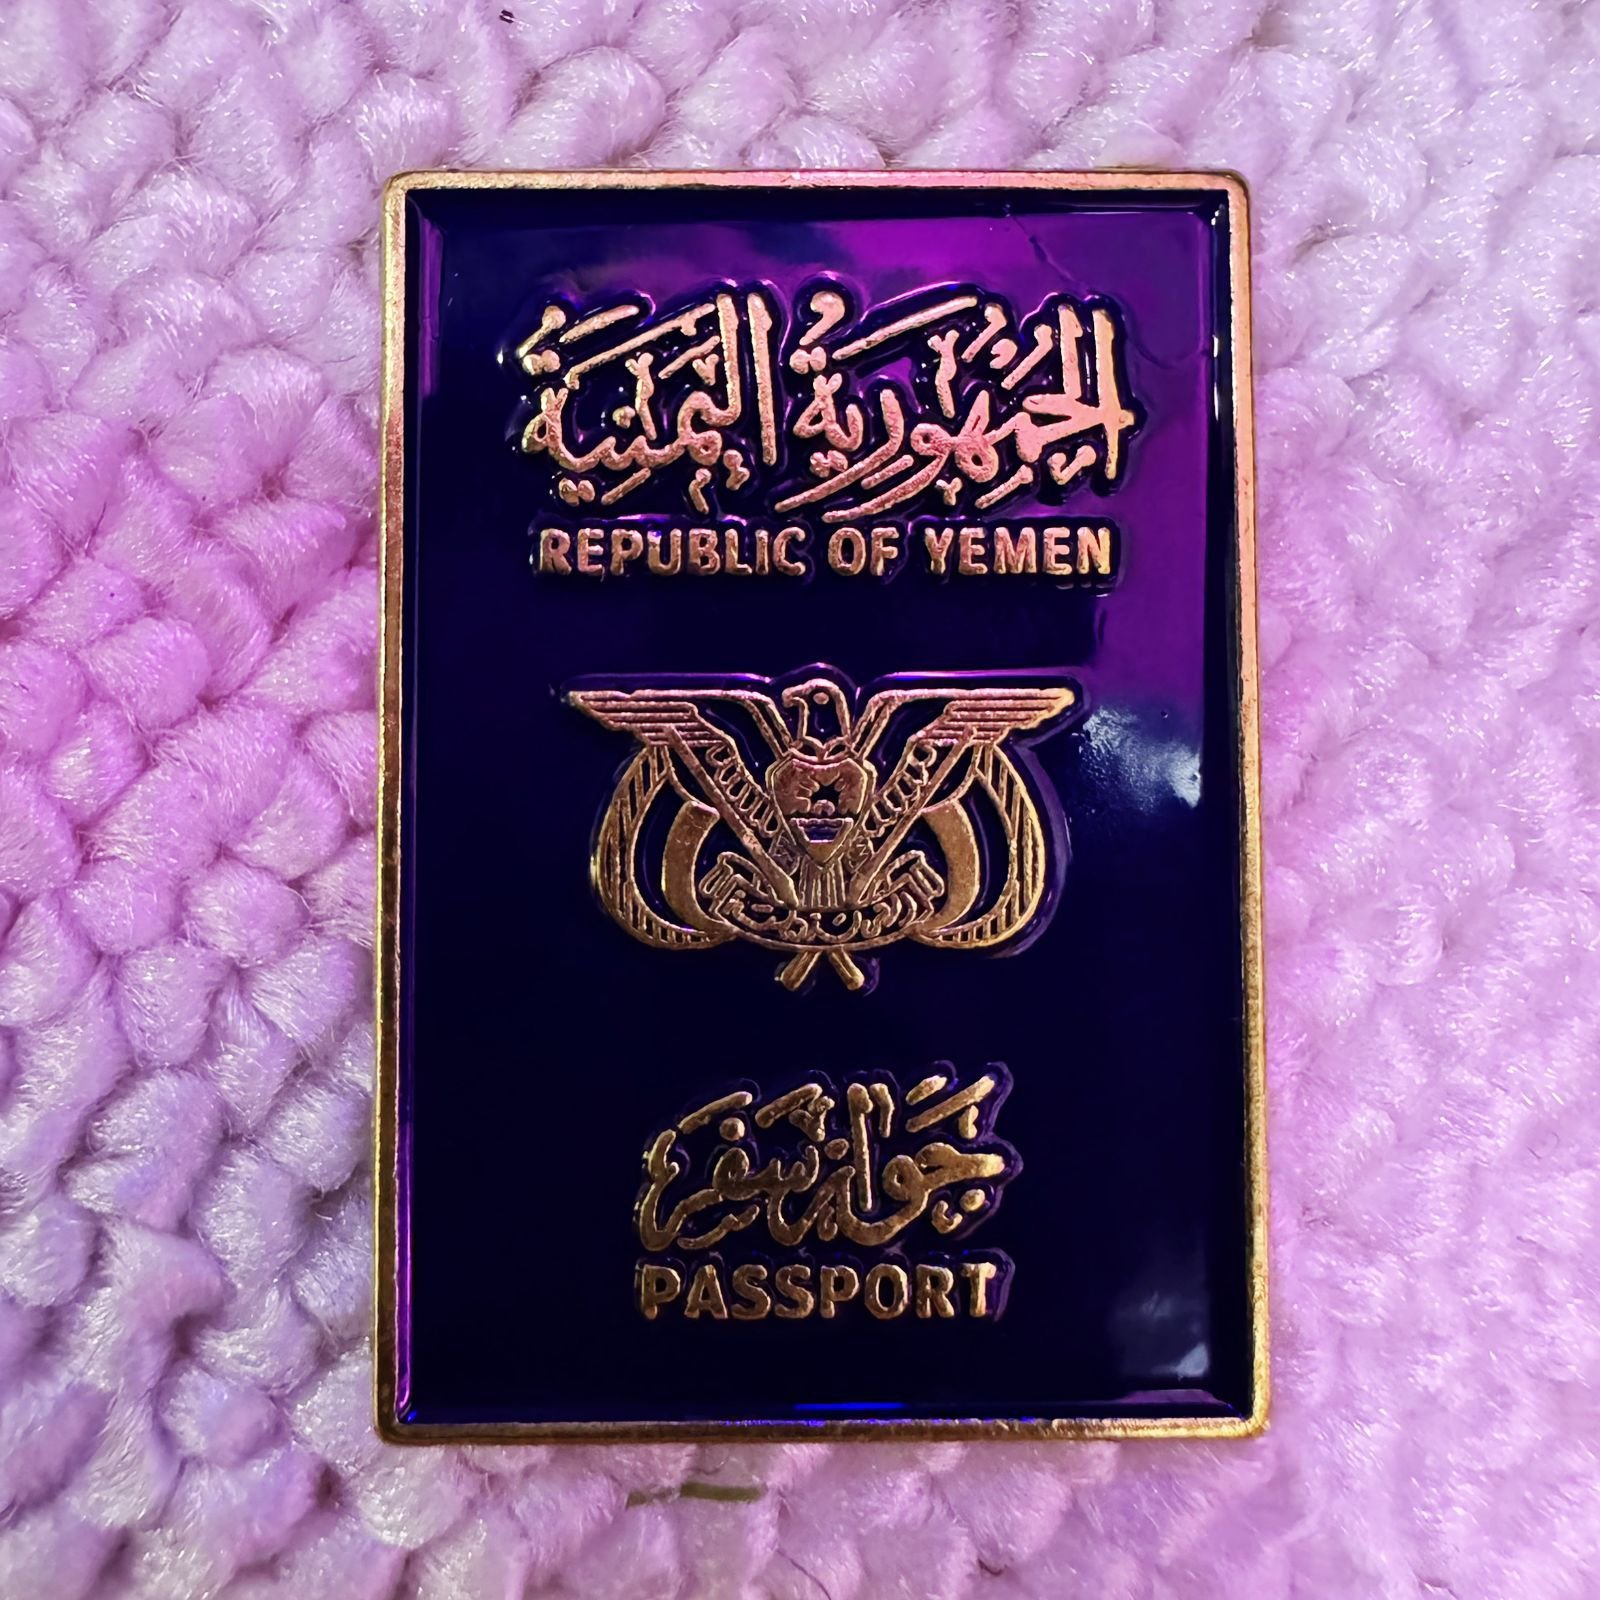 الجمهورية اليمنية
REPUBLIC OF YEMEN
جواز سفر
PASSPORT